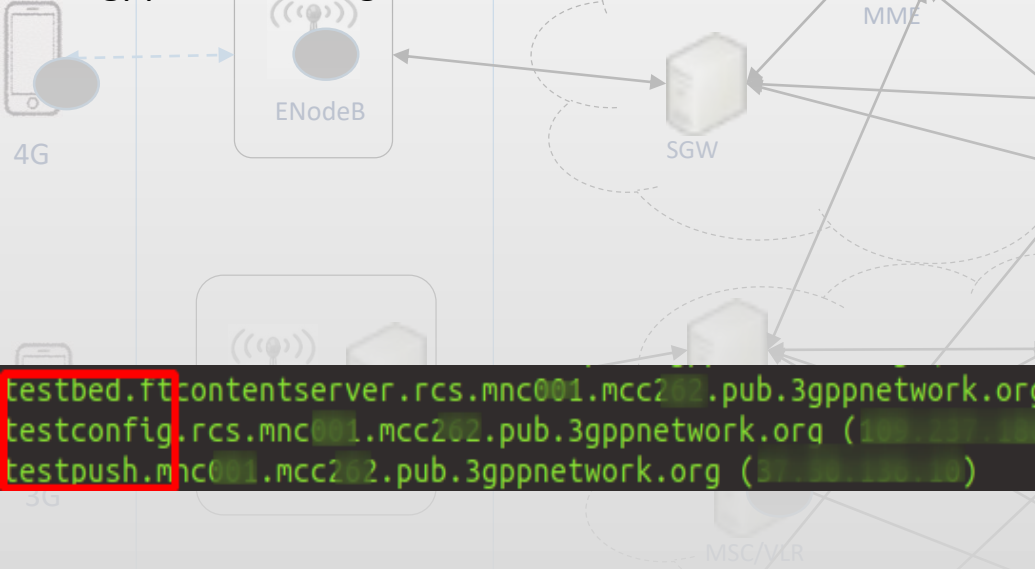 MME
ENodeB
4G
SGW
testbed.ftcontentserver.rcs.mnc001.mcc262.pub.3gppnetwork.org
testconfig.rcs.mnc001.mcc262.pub.3gppnetwork.org (
testpush.mnc001.mcc262.pub.3gppnetwork.org ( )
3G
MSC/VLR